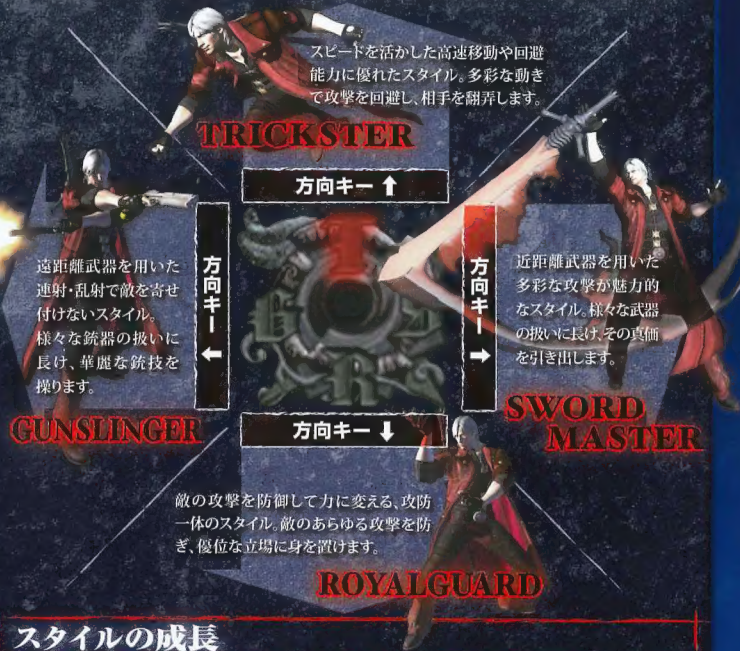 スピードを活かした高速移動や回避
能力に優れたスタイル。多彩な動き
で攻撃を回避し、相手を翻弄します。
TRICKSTER
方向キー ↑
遠距離武器を用いた
連射・乱射で敵を寄せ
付けないスタイル。
様々な銃器の扱いに
長け、華麗な銃技を
操ります。
GUNSLINGER
方向キー ←
T
G
S
R
方向キー →
近距離武器を用いた
多彩な攻撃が魅力的
なスタイル。様々な武器
の扱いに長け、その真価
を引き出します。
SWORD
MASTER
方向キー ↓
敵の攻撃を防御して力に変える、攻防
一体のスタイル。敵のあらゆる攻撃を防
ぎ、優位な立場に身を置けます。
ROYALGUARD
スタイルの成長